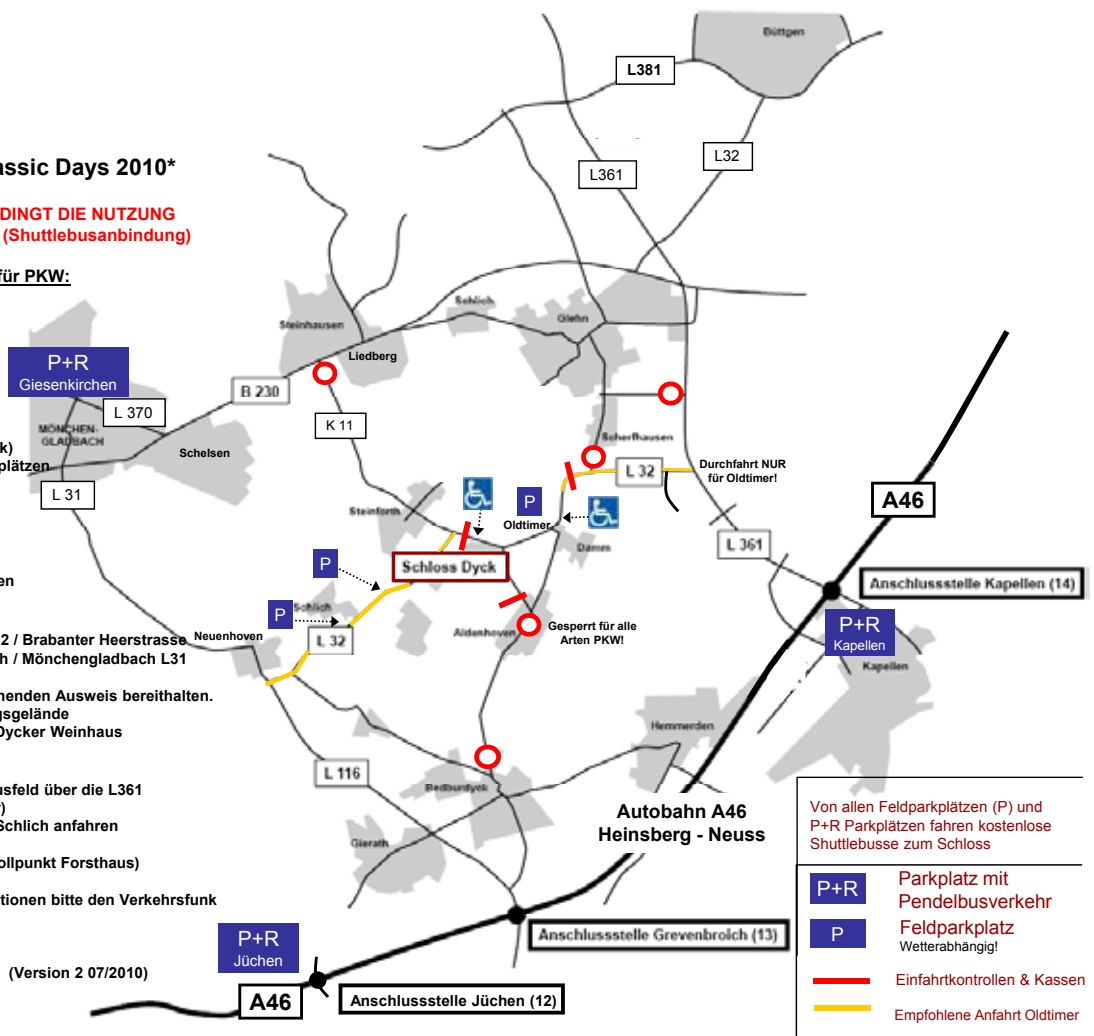 assic Days 2010*
DINGT DIE NUTZUNG
(Shuttlebusanbindung)
für PKW:
Büttgen
L381
L32
L361
Steinhausen
Schlich
Glehn
Liedberg
P+R
Giesenkirchen
B 230
L 370
K 11
MÖNCHEN-
GLADBACH
Schelsen
k)
plätzen
Scherfhausen
L 31
L 32
Durchfahrt NUR
für Oldtimer!
A46
Steinforth
P
Oldtimer
Damm
L 361
Schloss Dyck
P
en
Anschlussstelle Kapellen (14)
P
Schlich
2 / Brabanter Heerstrasse
h / Mönchengladbach L31
Neuenhoven
L 32
Aldenhoven
Gesperrt für alle
Arten PKW!
P+R
Kapellen
Kapellen
henden Ausweis bereithalten.
gsgelände
Dycker Weinhaus
Hemmerden
L 116
usfeld über die L361
r)
Schlich anfahren
Bedburdyck
Autobahn A46
Heinsberg - Neuss
Gierath
ollpunkt Forsthaus)
tionen bitte den Verkehrsfunk
Von allen Feldparkplätzen (P) und
P+R Parkplätzen fahren kostenlose
Shuttlebusse zum Schloss
P+R
Parkplatz mit
Pendelbusverkehr
P
Feldparkplatz
Wetterabhängig!
Einfahrtkontrollen & Kassen
Empfohlene Anfahrt Oldtimer
Anschlussstelle Grevenbroich (13)
P+R
Jüchen
(Version 2 07/2010)
A46
Anschlussstelle Jüchen (12)